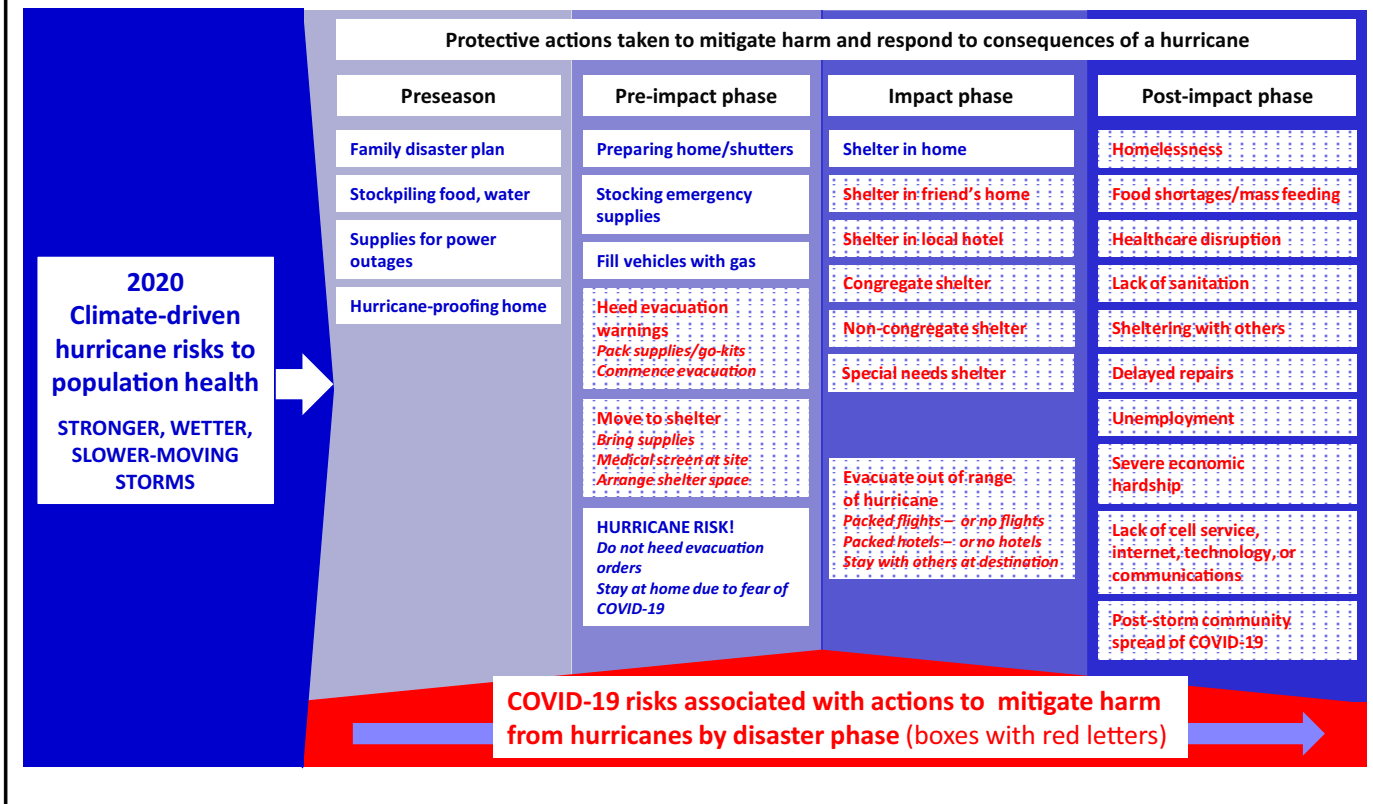 Protective actions taken to mitigate harm and respond to consequences of a hurricane
2020
Climate-driven
hurricane risks to
population health
STRONGER, WETTER,
SLOWER-MOVING
STORMS
Preseason
Family disaster plan
Stockpiling food, water
Supplies for power
outages
Hurricane-proofing home
Pre-impact phase
Preparing home/shutters
Stocking emergency
supplies
Fill vehicles with gas
Heed evacuation
warnings
Pack supplies/go-kits
Commence evacuation
Move to shelter
Bring supplies
Medical screen at site
Arrange shelter space
HURRICANE RISK!
Do not heed evacuation
orders
Stay at home due to fear of
COVID-19
Impact phase
Shelter in home
Shelter in friend's home
Shelter in local hotel
Congregate shelter
Non-congregate shelter
Special needs shelter
Evacuate out of range
of hurricane
Packed flights – or no flights
Packed hotels – or no hotels
Stay with others at destination
Post-impact phase
Homelessness
Food shortages/mass feeding
Healthcare disruption
Lack of sanitation
Sheltering with others
Delayed repairs
Unemployment
Severe economic
hardship
Lack of cell service,
internet, technology, or
communications
Post-storm community
spread of COVID-19
COVID-19 risks associated with actions to mitigate harm
from hurricanes by disaster phase (boxes with red letters)